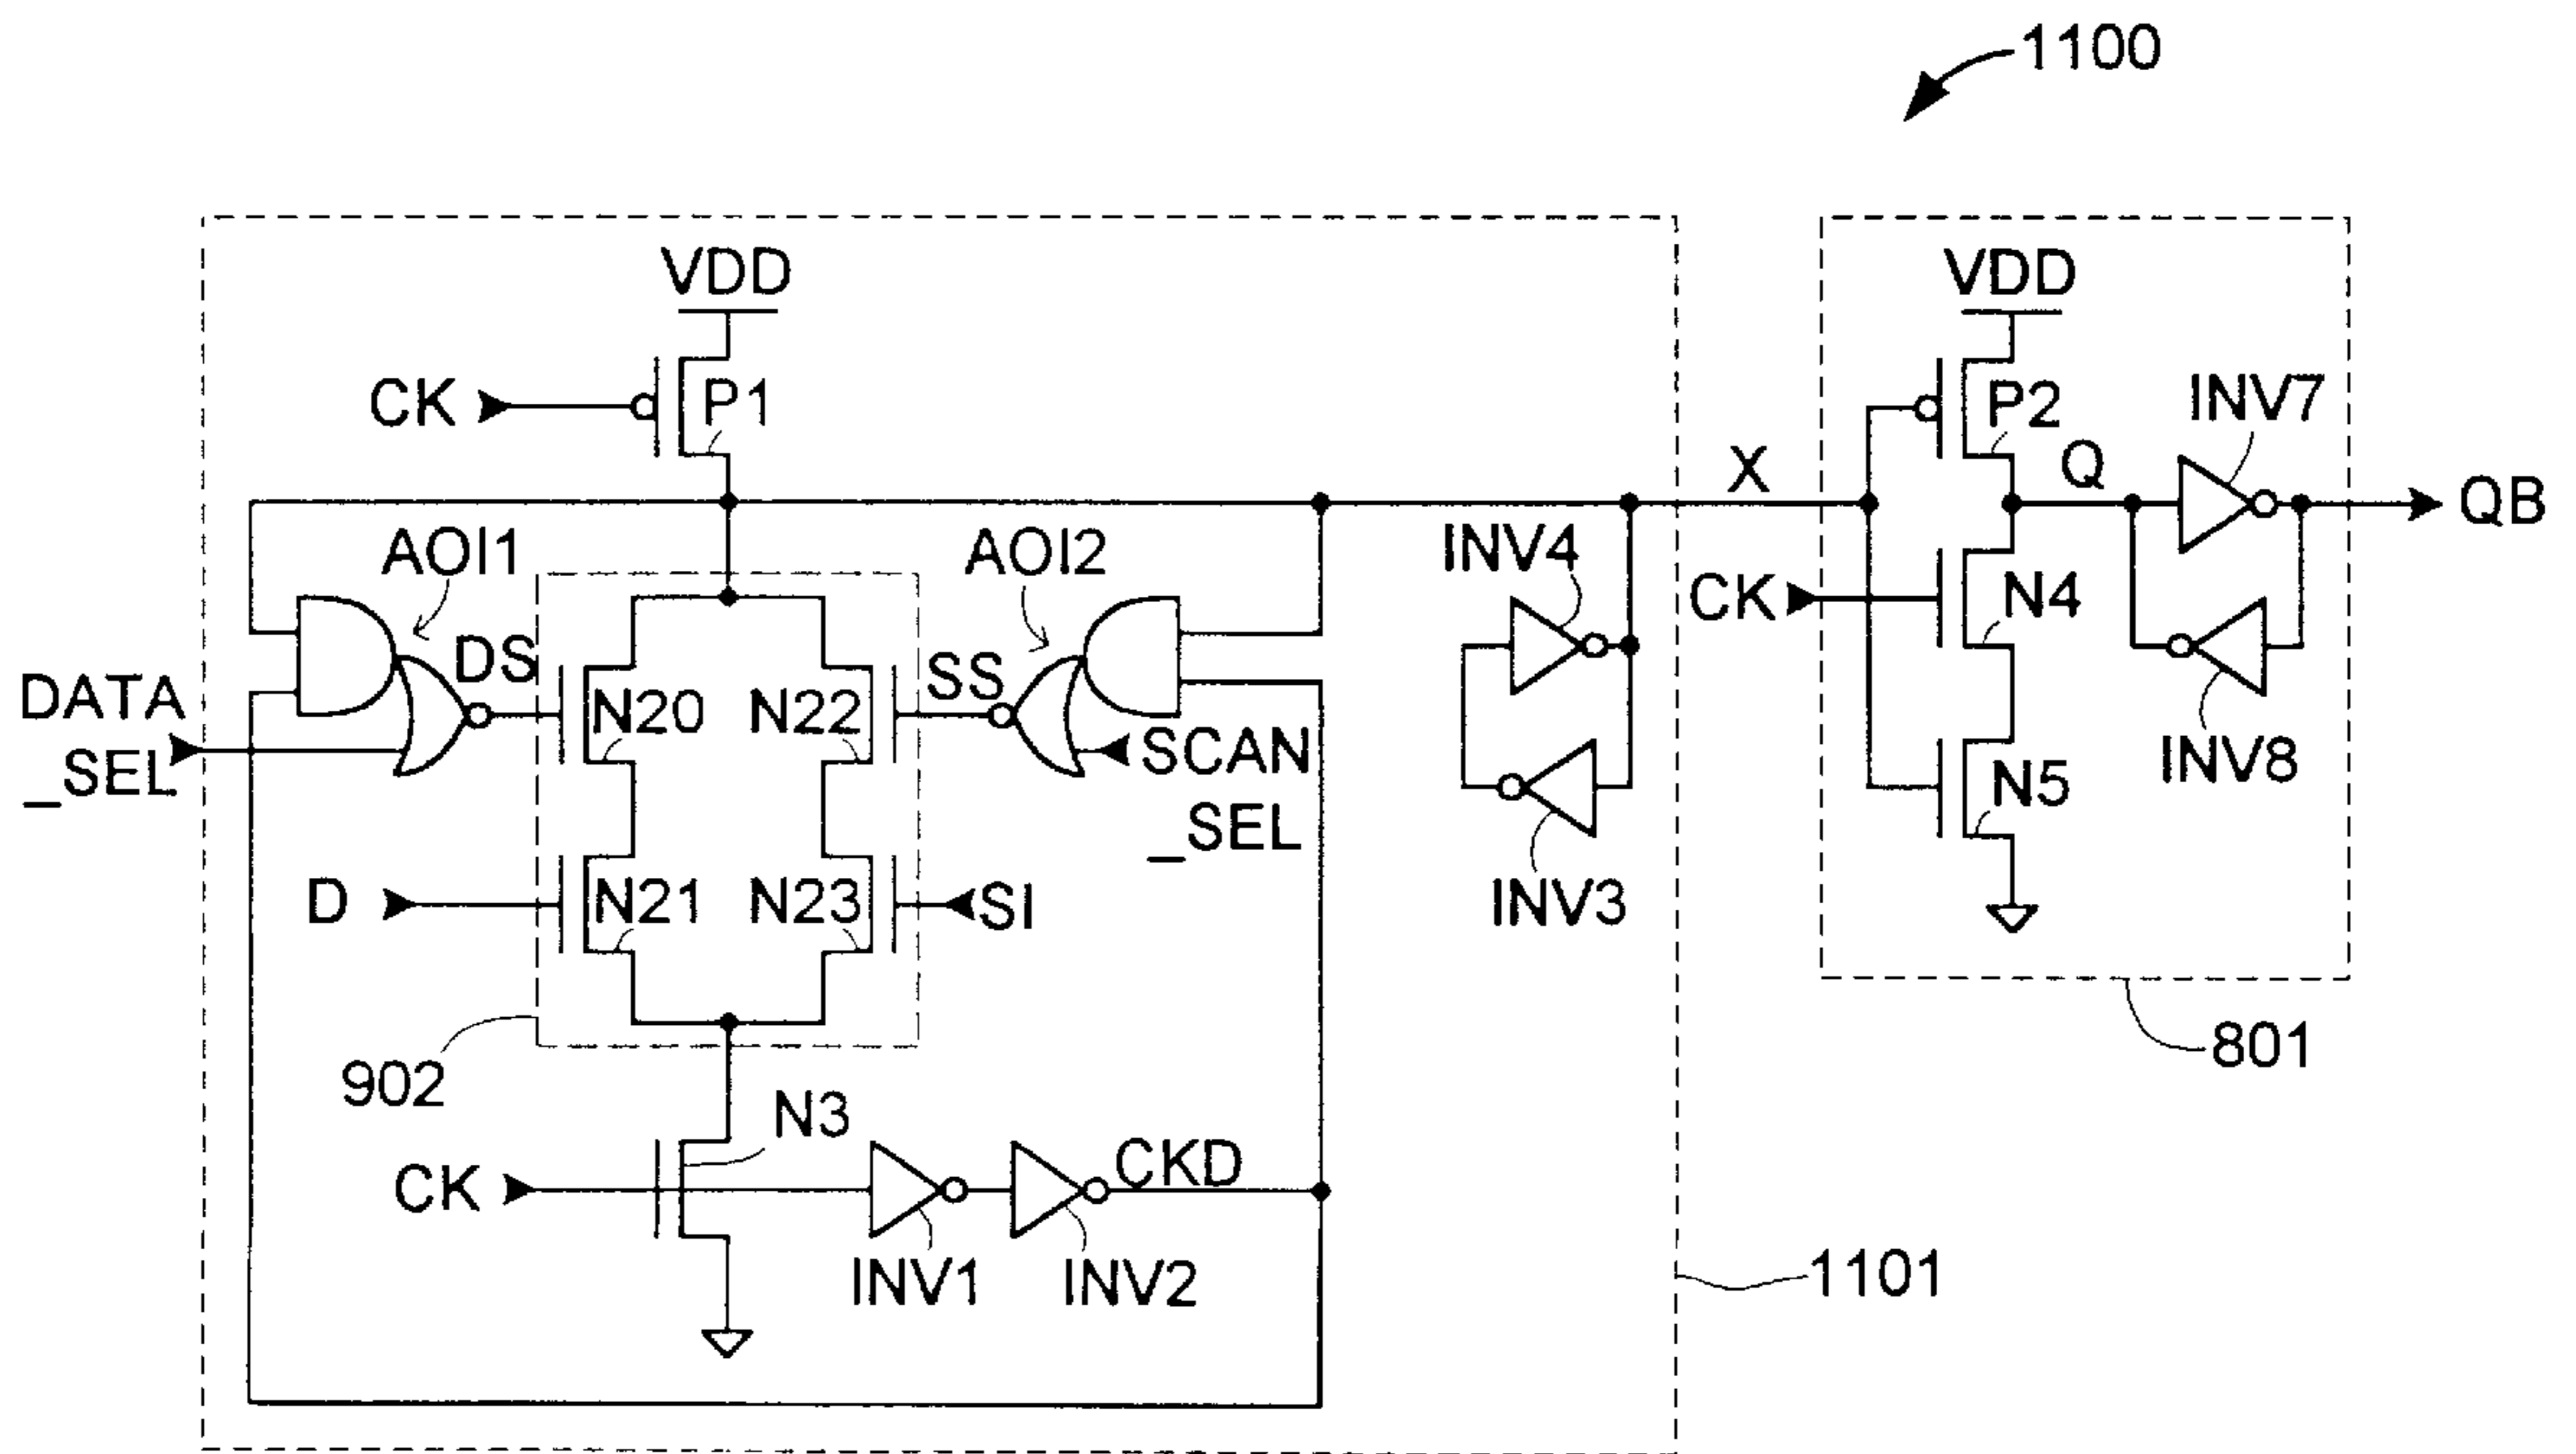 1100
VDD
VDD
CK
P1
P2
INV7
X
Q
QB
AOI1
AOI2
INV4
DS
SS
CK
N4
DATA
_SEL
N20
N22
SCAN
_SEL
INV8
N5
D
N21
N23
SI
INV3
902
801
N3
CK
CKD
INV1
INV2
1101